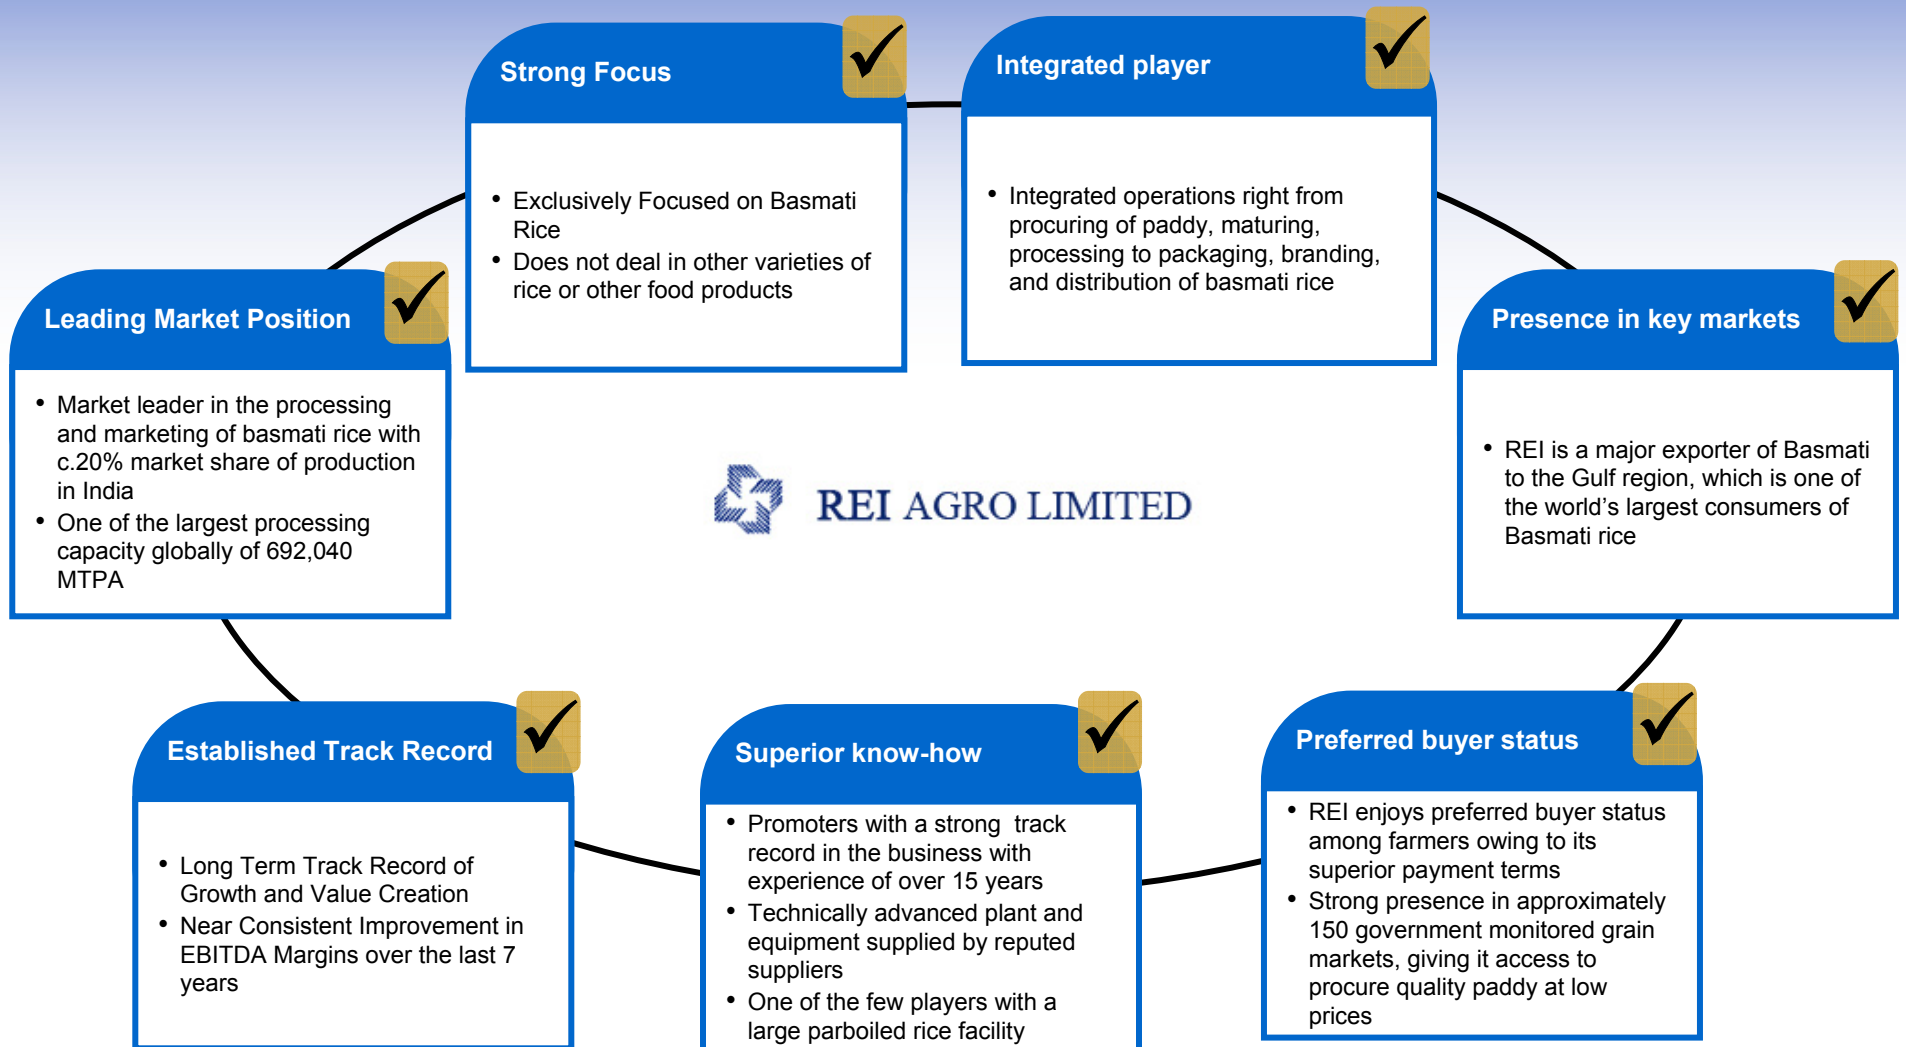 Strong Focus
• Exclusively Focused on Basmati
Rice
• Does not deal in other varieties of
rice or other food products
Integrated player
• Integrated operations right from
procuring of paddy, maturing,
processing to packaging, branding,
and distribution of basmati rice
Leading Market Position
• Market leader in the processing
and marketing of basmati rice with
c.20% market share of production
in India
• One of the largest processing
capacity globally of 692,040
MTPA
REI AGRO LIMITED
Presence in key markets
• REI is a major exporter of Basmati
to the Gulf region, which is one of
the world's largest consumers of
Basmati rice
Established Track Record
• Long Term Track Record of
Growth and Value Creation
• Near Consistent Improvement in
EBITDA Margins over the last 7
years
Superior know-how
• Promoters with a strong track
record in the business with
experience of over 15 years
• Technically advanced plant and
equipment supplied by reputed
suppliers
• One of the few players with a
large parboiled rice facility
Preferred buyer status
• REI enjoys preferred buyer status
among farmers owing to its
superior payment terms
• Strong presence in approximately
150 government monitored grain
markets, giving it access to
procure quality paddy at low
prices